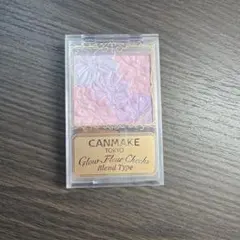 CANMAKE
TOKYO
Glow Fleur Cheeks
Blend Type